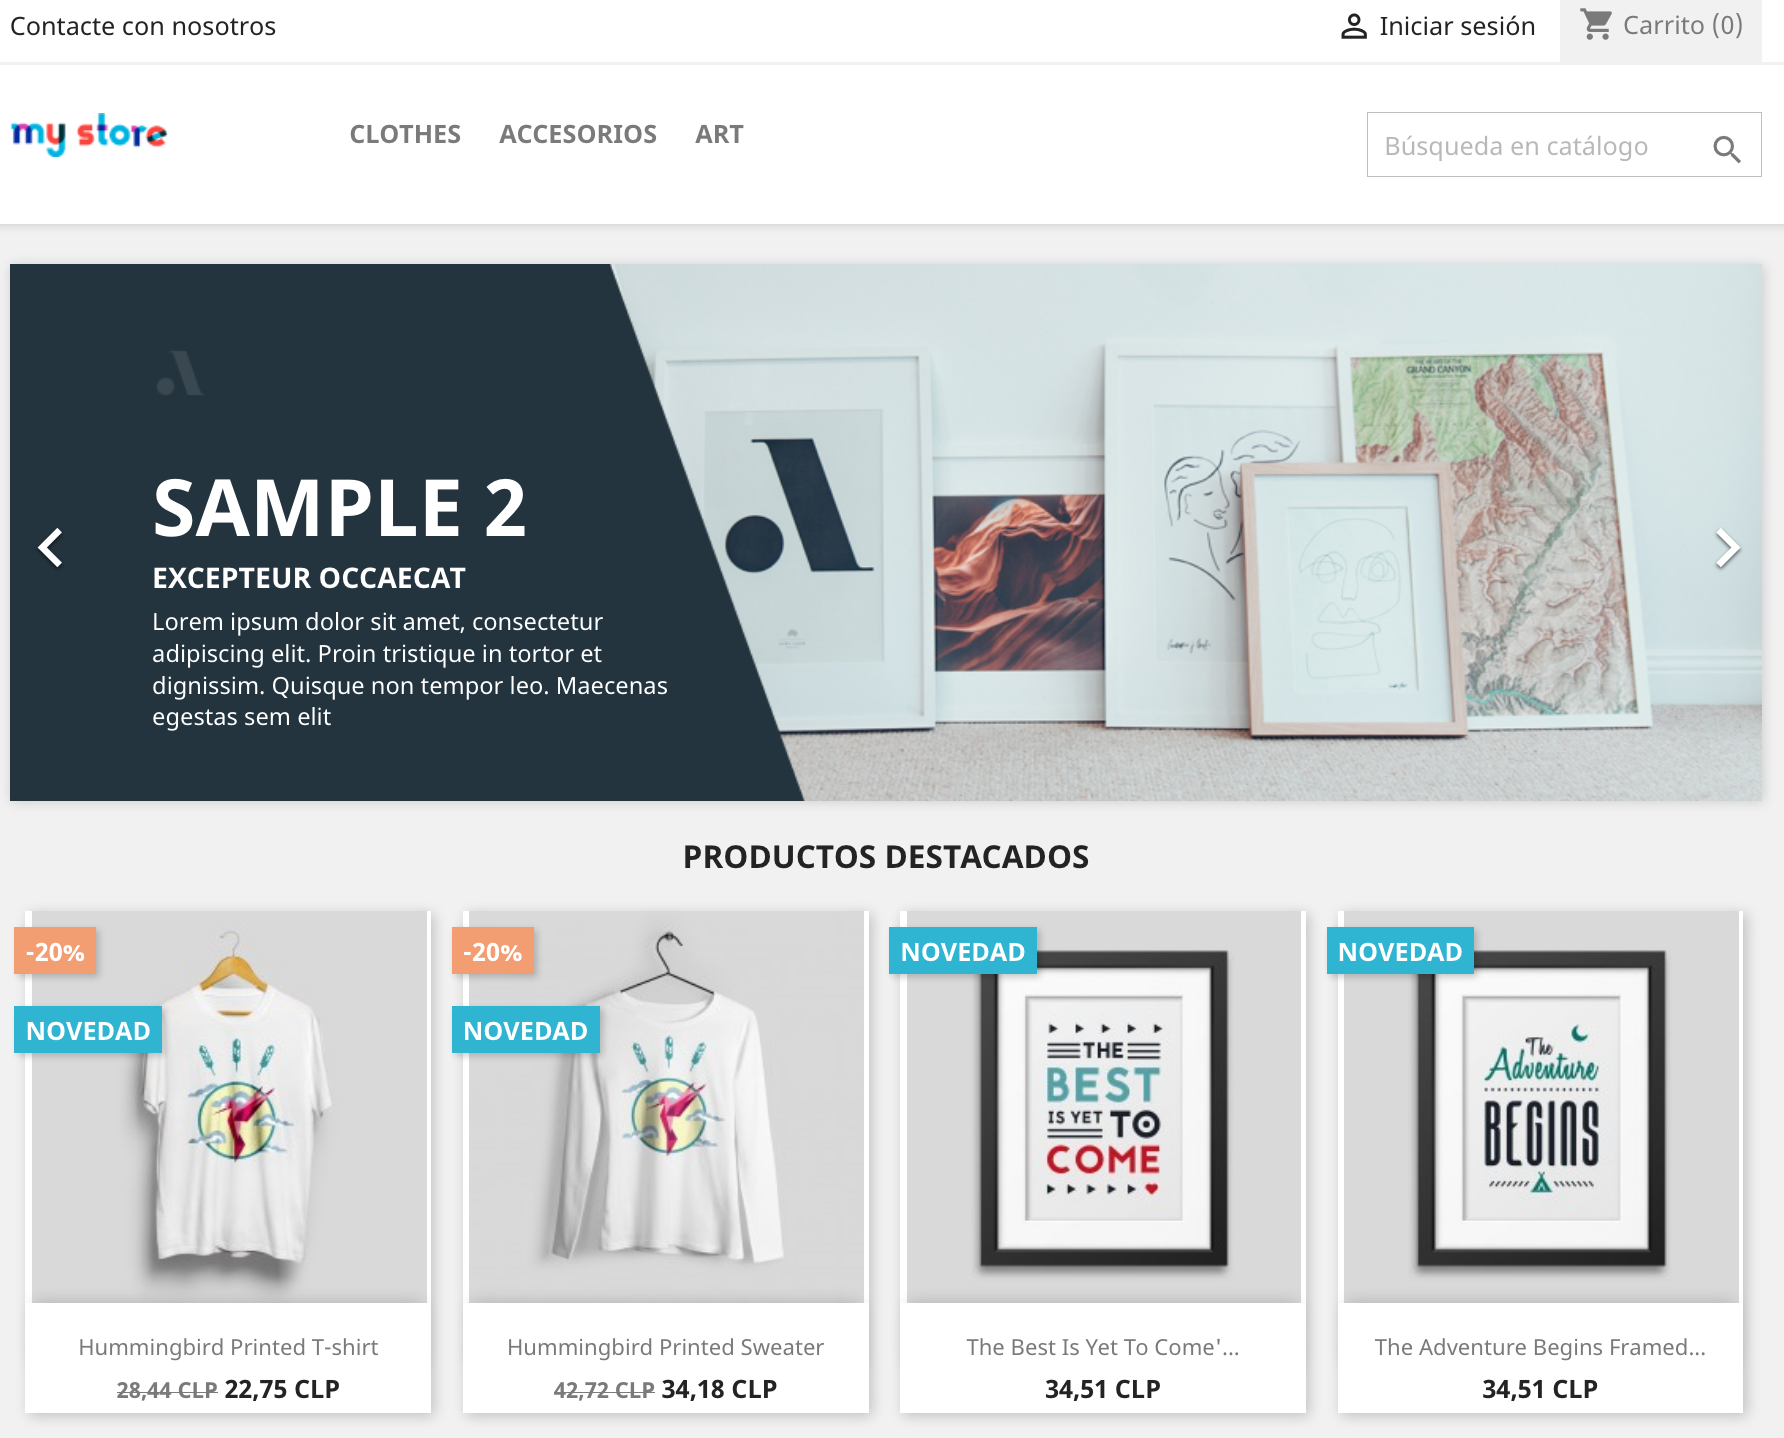 Contacte con nosotros
Iniciar sesión
Carrito (0)
my store
CLOTHES ACCESORIOS ART
Búsqueda en catálogo
GRAND CANYON
SAMPLE 2
EXCEPTEUR OCCAECAT
Lorem ipsum dolor sit amet, consectetur
adipiscing elit. Proin tristique in tortor et
dignissim. Quisque non tempor leo. Maecenas
egestas sem elit
PRODUCTOS DESTACADOS
-20%
NOVEDAD
Hummingbird Printed T-shirt
28,44 CLP 22,75 CLP
-20%
NOVEDAD
Hummingbird Printed Sweater
42,72 CLP 34,18 CLP
NOVEDAD
THE
BEST
IS YET TO
COME
The Best Is Yet To Come'...
34,51 CLP
NOVEDAD
The
Adventure
BEGINS
The Adventure Begins Framed...
34,51 CLP